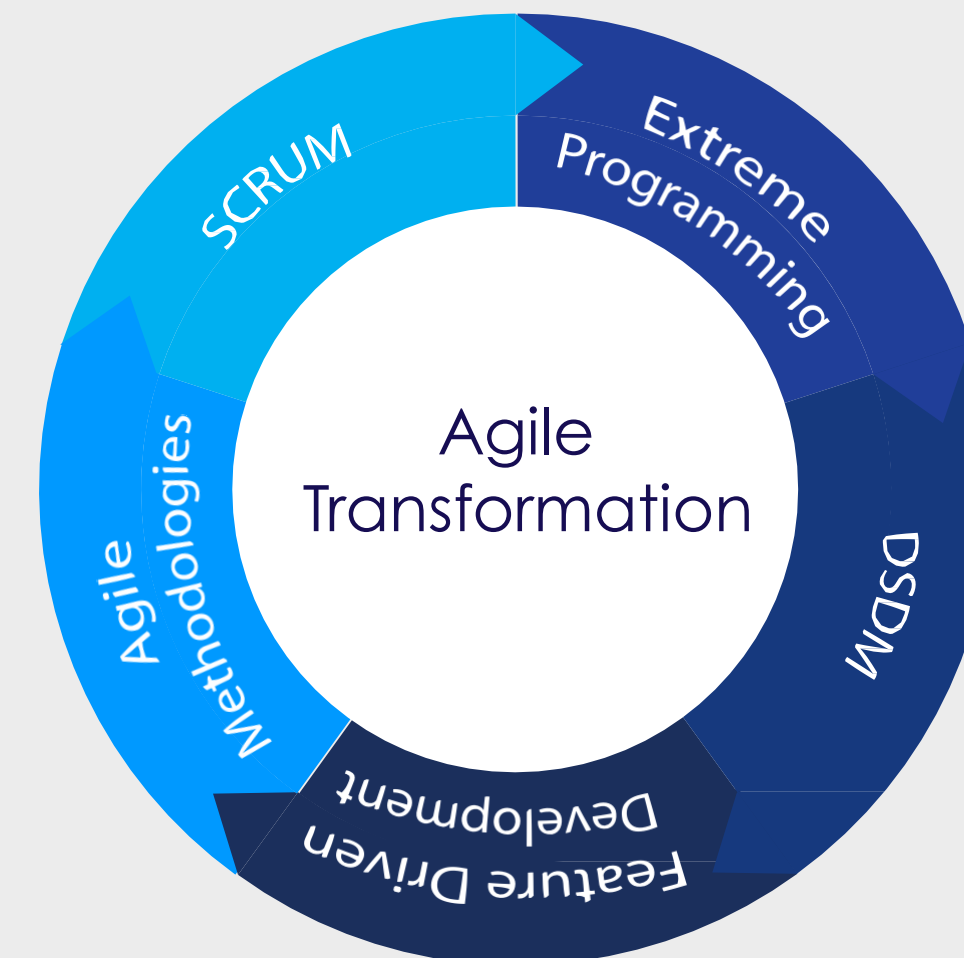 SCRUM
Extreme
Programming
DSDM
Feature Driven
Development
Agile
Methodologies
Agile
Transformation